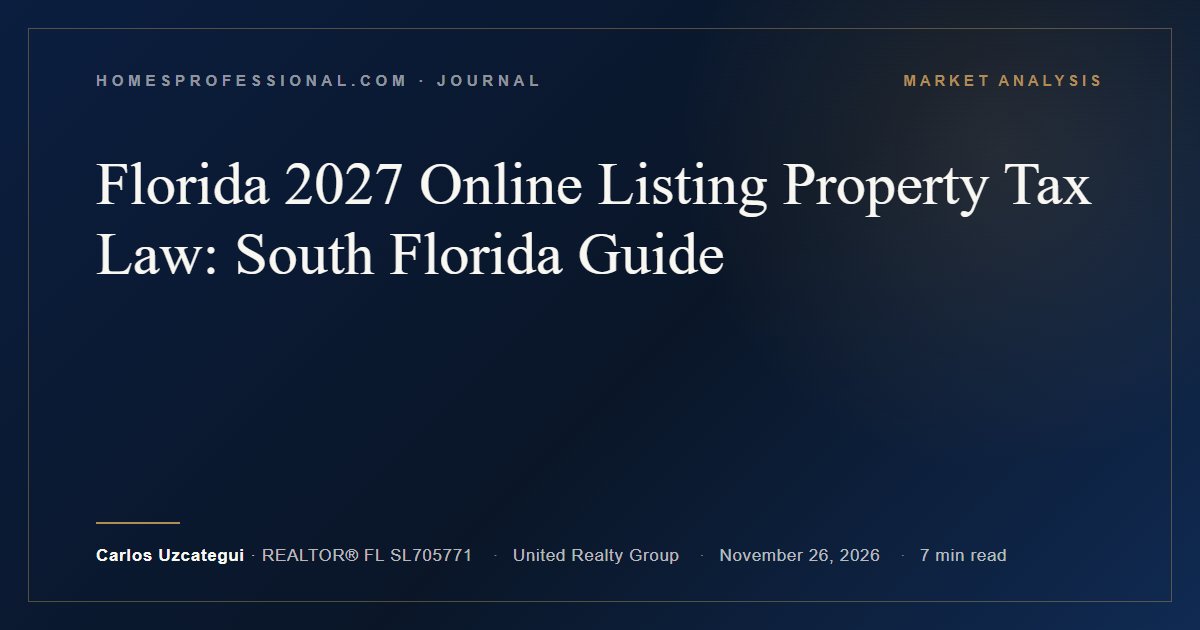 HOMESPROFESSIONAL.COM · JOURNAL
MARKET ANALYSIS
Florida 2027 Online Listing Property Tax
Law: South Florida Guide
Carlos Uzcategui · REALTOR® FL SL705771 · United Realty Group · November 26, 2026 · 7 min read